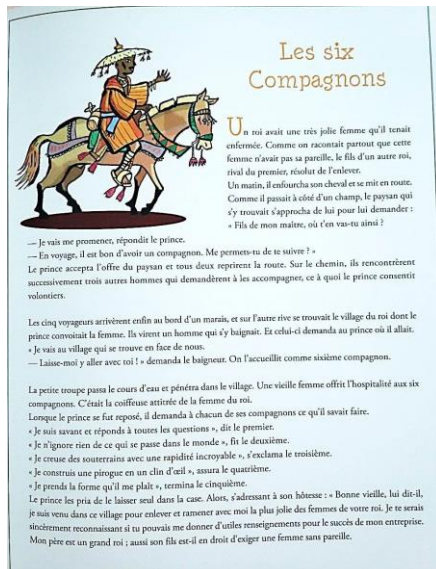 Les six
Compagnons
Un roi avait une très jolie femme qu'il tenait
enfermée. Comme on racontait partout que cette
femme n'avait pas sa pareille, le fils d'un autre roi,
rival du premier, résolut de l'enlever.
Un matin, il enfourcha son cheval et se mit en route.
Comme il passait à côté d'un champ, le paysan qui
s'y trouvait s'approcha de lui pour lui demander :
« Fils de mon maître, où t'en vas-tu ainsi ?
— Je vais me promener, répondit le prince.
— En voyage, il est bon d'avoir un compagnon. Me permets-tu de te suivre ? »
Le prince accepta l'offre du paysan et tous deux reprirent la route. Sur le chemin, ils rencontrèrent
successivement trois autres hommes qui demandèrent à les accompagner, ce à quoi le prince consentit
volontiers.
Les cinq voyageurs arrivèrent enfin au bord d'un marais, et sur l'autre rive se trouvait le village du roi dont le
prince convoitait la femme. Ils virent un homme qui s'y baignait. Et celui-ci demanda au prince où il allait.
« Je vais au village qui se trouve en face de nous.
— Laisse-moi y aller avec toi ! » demanda le baigneur. On l'accueillit comme sixième compagnon.
La petite troupe passa le cours d'eau et pénétra dans le village. Une vieille femme offrit l'hospitalité aux six
compagnons. C'était la coiffeuse attitrée de la femme du roi.
Lorsque le prince se fut reposé, il demanda à chacun de ses compagnons ce qu'il savait faire.
« Je suis savant et réponds à toutes les questions », dit le premier.
« Je n'ignore rien de ce qui se passe dans le monde », fit le deuxième.
« Je creuse des souterrains avec une rapidité incroyable », s'exclama le troisième.
« Je construis une pirogue en un clin d'œil », assura le quatrième.
« Je prends la forme qu'il me plaît », termina le cinquième.
Le prince les pria de le laisser seul dans la case. Alors, s'adressant à son hôtesse : « Bonne vieille, lui dit-il,
je suis venu dans ce village pour enlever et ramener avec moi la plus jolie des femmes de votre roi. Je te serais
sincèrement reconnaissant si tu pouvais me donner d'utiles renseignements pour le succès de mon entreprise.
Mon père est un grand roi ; aussi son fils est-il en droit d'exiger une femme sans pareille.